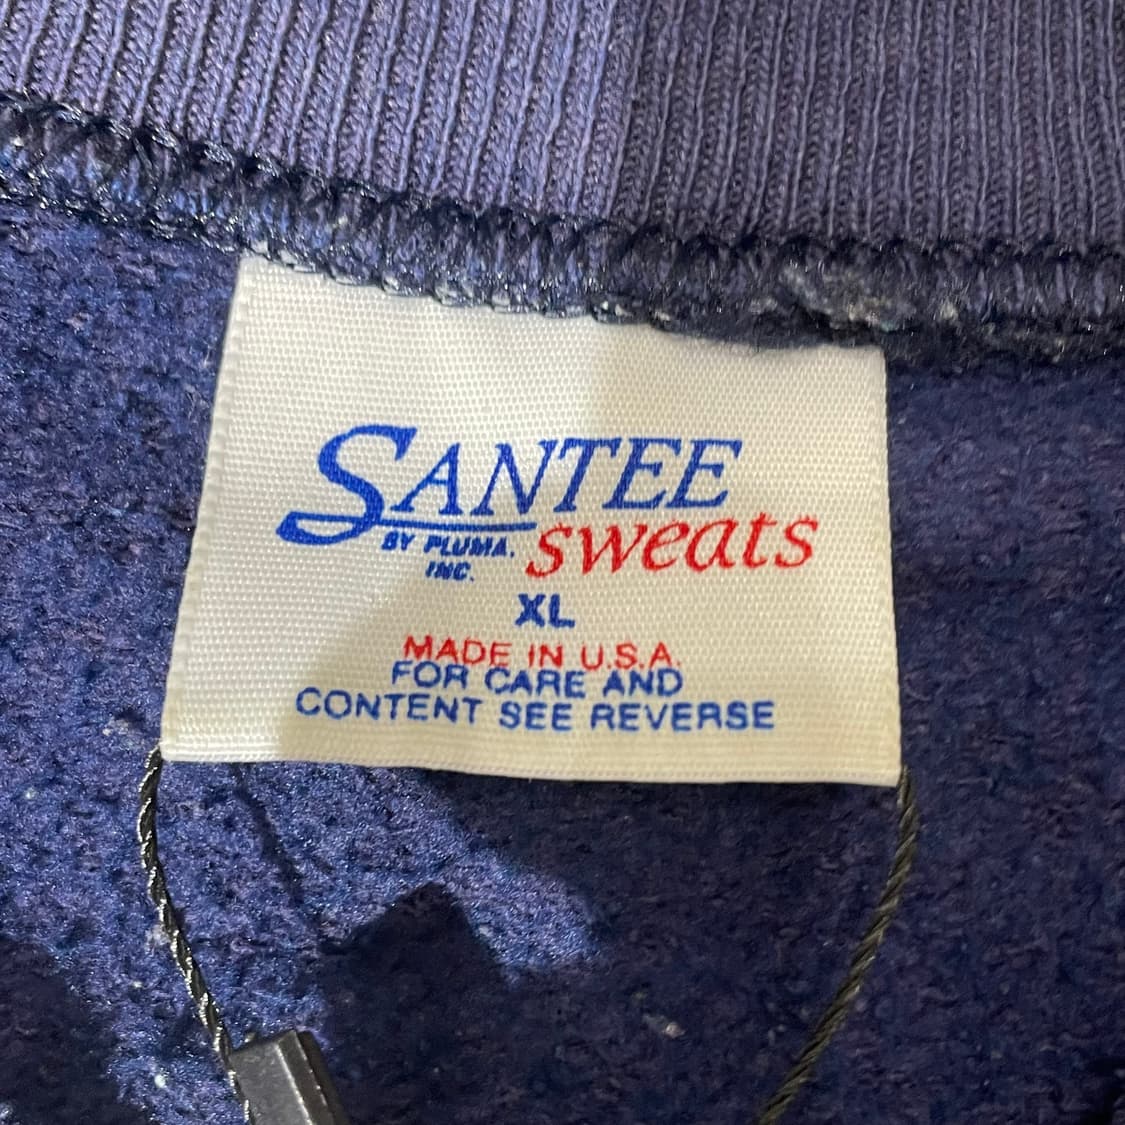 SANTEE
BY PLUMA. sweats
INC.
XL
MADE IN U.S.A.
FOR CARE AND
CONTENT SEE REVERSE